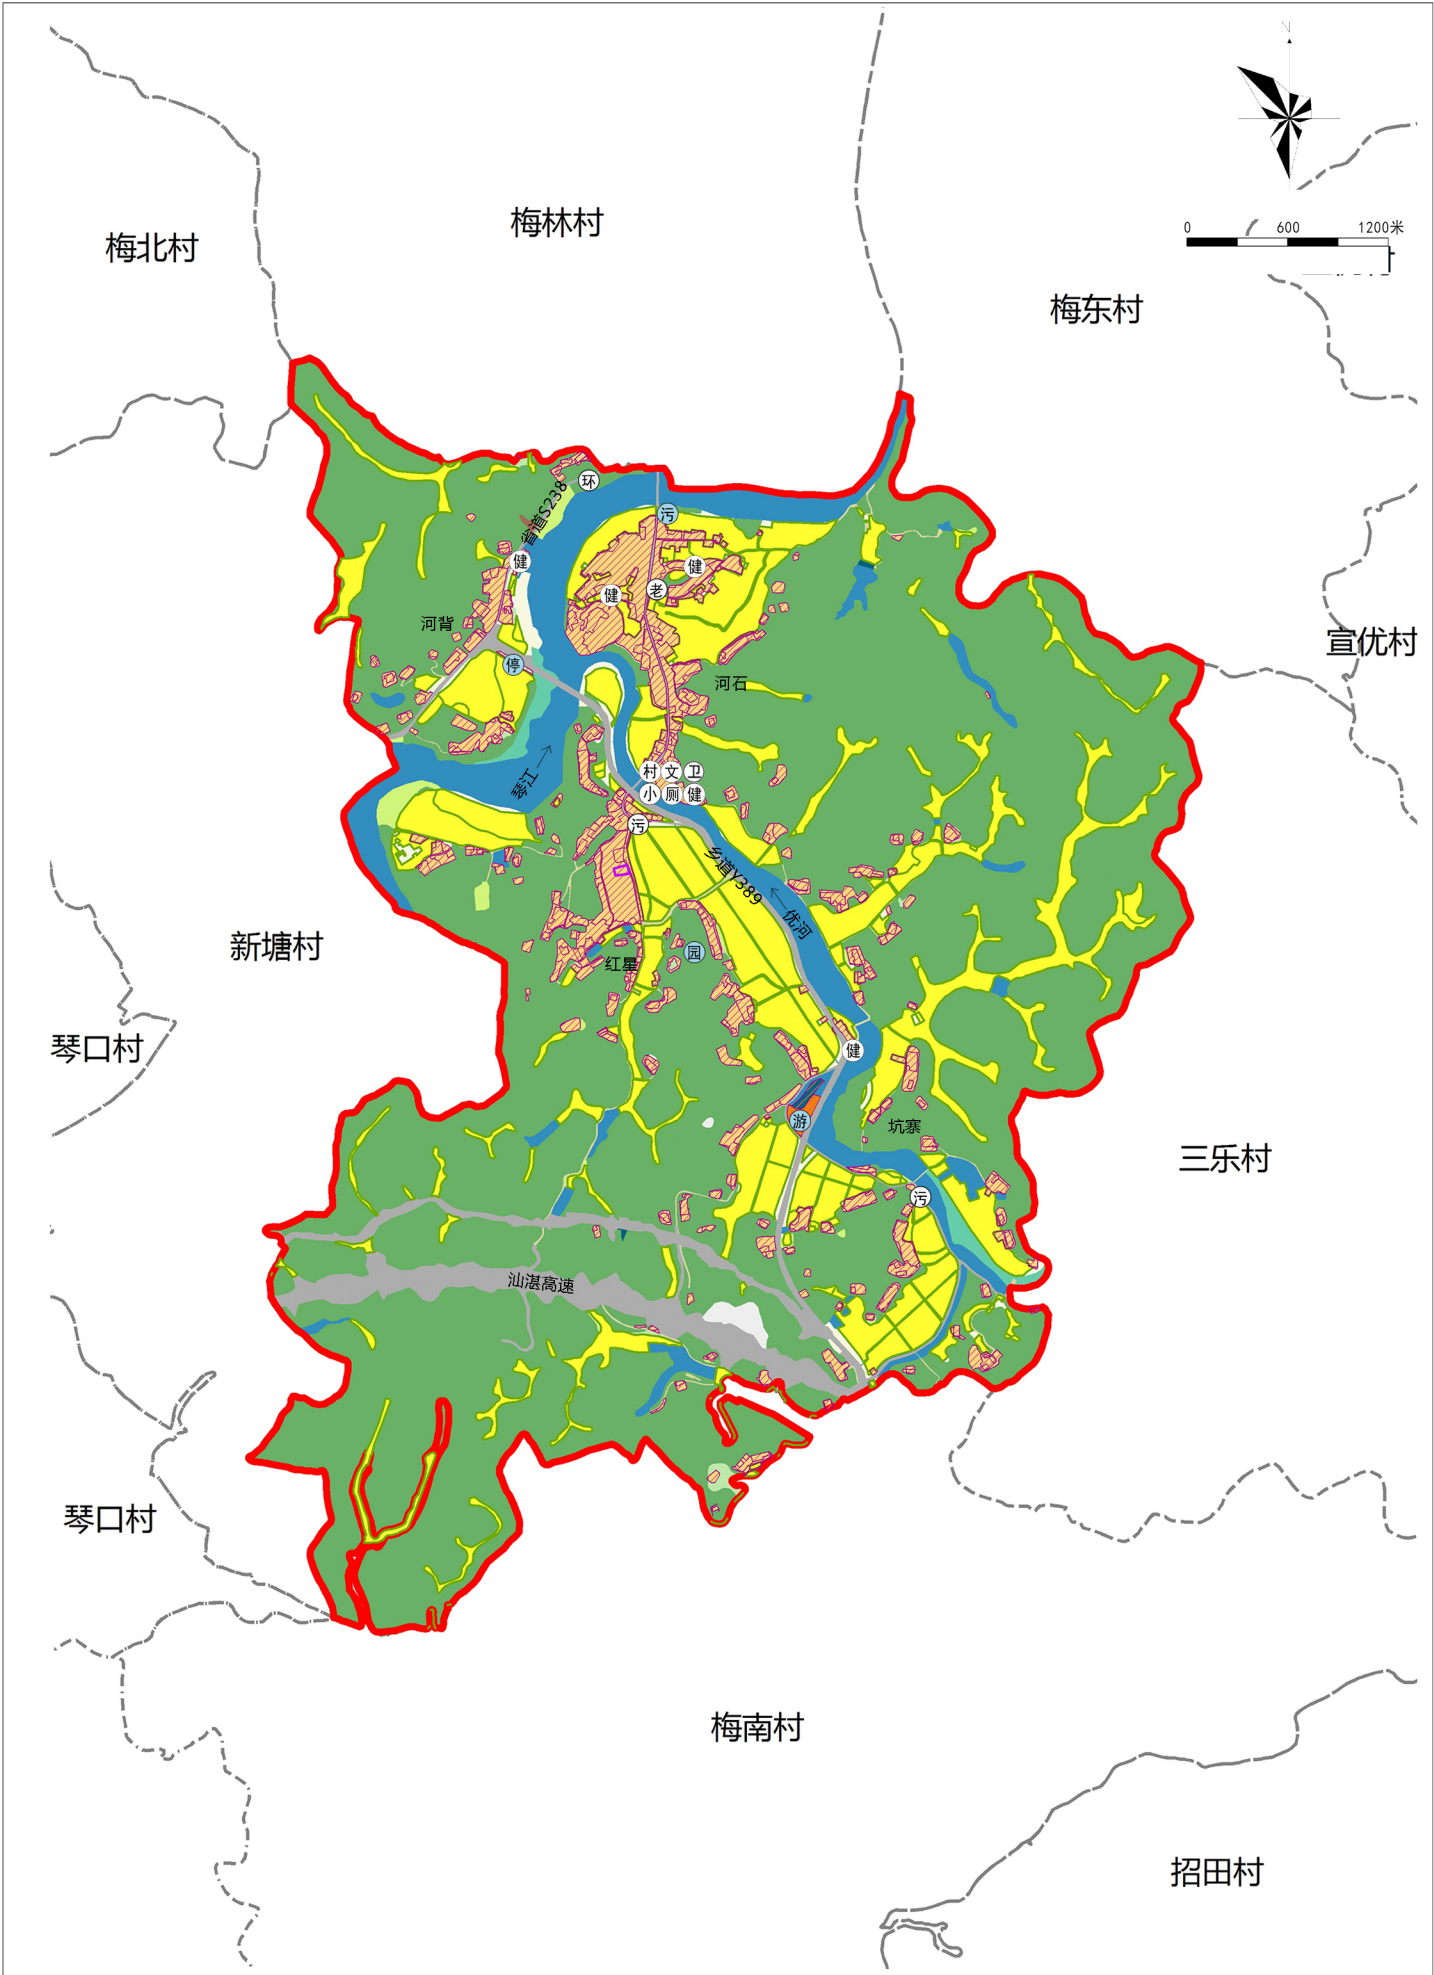 N
0 600 1200米
梅林村
梅北村
梅东村
环
省道S238
污
健
健
老
健
河背
宣优村
停
河石
村 文 卫
小 厕 健
琴江
污
乡道Y389
优河
新塘村
园
红星
琴口村
健
游
坑寨
三乐村
污
汕湛高速
琴口村
梅南村
招田村